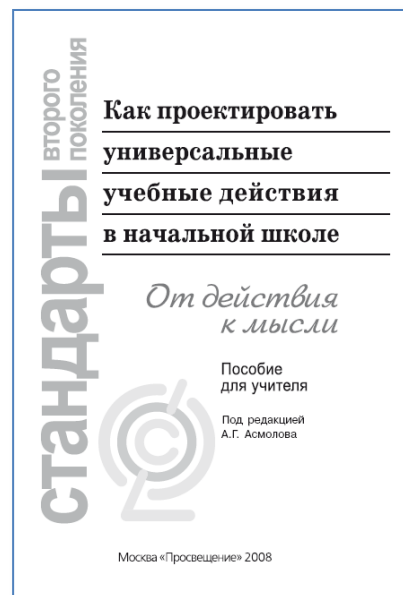 стандарты
второго
поколения
Как проектировать
универсальные
учебные действия
в начальной школе
От действия
к мысли
Пособие
для учителя
Под редакцией
А.Г. Асмолова
Москва «Просвещение» 2008